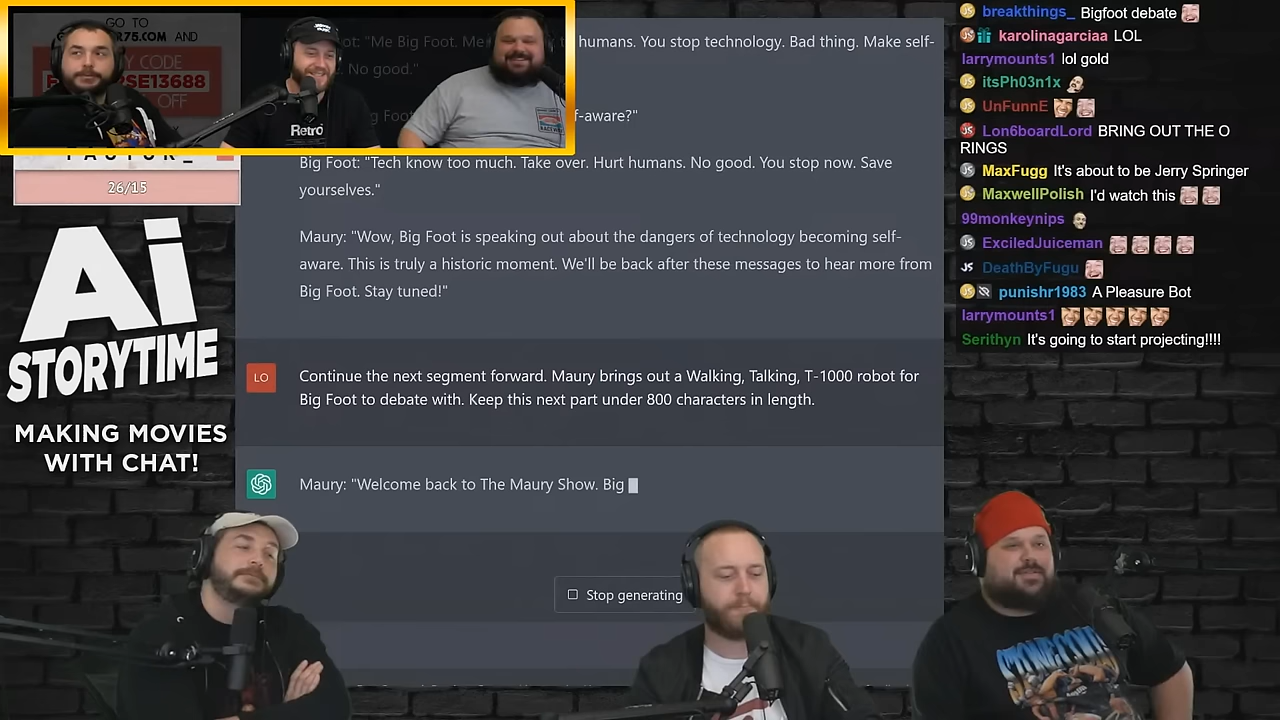 GO TO
R75.COM AND
Y CODE
SE13688
OFF
Retro
26/15
Ai
STORYTIME
MAKING MOVIES
WITH CHAT!
ot: "Me Big Foot. Me humans. You stop technology. Bad thing. Make self-
e. No good."
g Foot f-aware?"
Big Foot: "Tech know too much. Take over. Hurt humans. No good. You stop now. Save
yourselves."
Maury: "Wow, Big Foot is speaking out about the dangers of technology becoming self-
aware. This is truly a historic moment. We'll be back after these messages to hear more from
Big Foot. Stay tuned!"
LO
Continue the next segment forward. Maury brings out a Walking, Talking, T-1000 robot for
Big Foot to debate with. Keep this next part under 800 characters in length.
Maury: "Welcome back to The Maury Show. Big
Stop generating
breakthings_ Bigfoot debate
karolinagarciaa LOL
larrymounts1 lol gold
itsPh03n1x
UnFunnE
Lon6boardLord BRING OUT THE O
RINGS
MaxFugg It's about to be Jerry Springer
MaxwellPolish I'd watch this
99monkeynips
ExciledJuiceman
DeathByFugu
punishr1983 A Pleasure Bot
larrymounts1
Serithyn It's going to start projecting!!!!